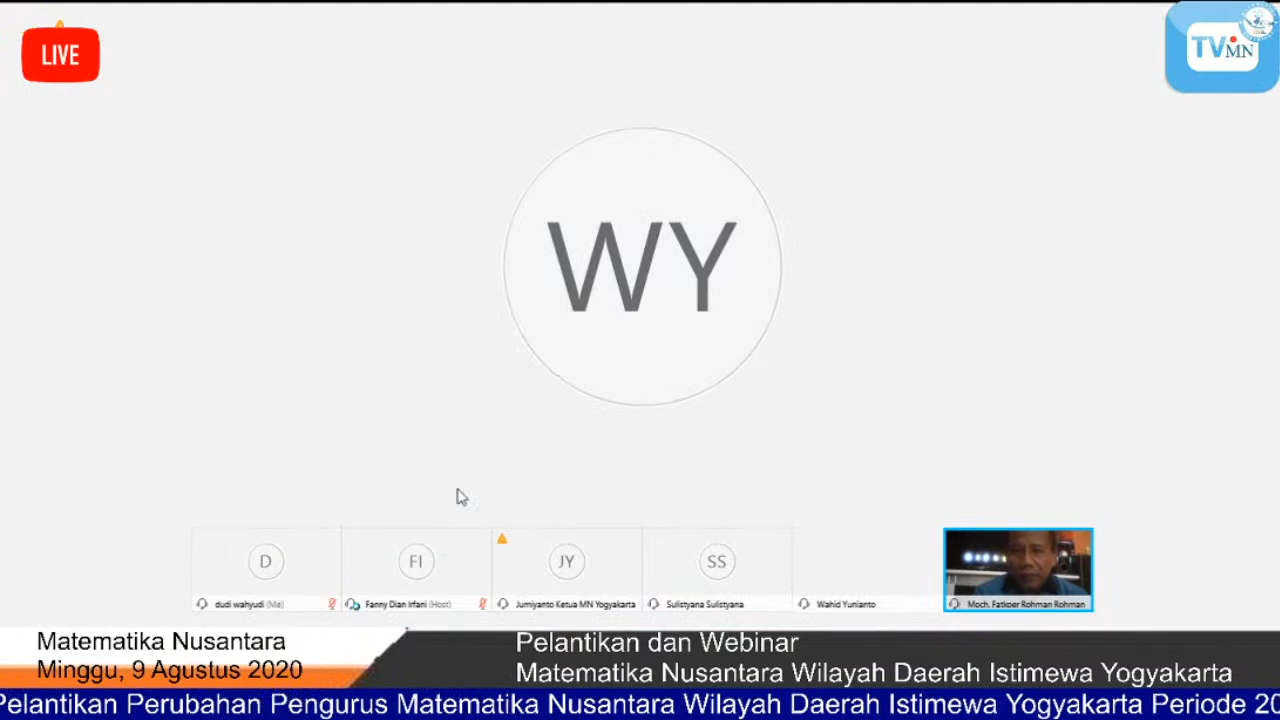 LIVE
TV MN
WY
D
FI
JY
SS
dudi wahyudi (Me)
Fanny Dian Irfani (Host)
Jumiyanto Ketua MN Yogyakarta
Sulistyana Sulistyana
Wahid Yunianto
Moch. Fatkoer Rohman Rohman
Matematika Nusantara
Minggu, 9 Agustus 2020
Pelantikan dan Webinar
Matematika Nusantara Wilayah Daerah Istimewa Yogyakarta
Pelantikan Perubahan Pengurus Matematika Nusantara Wilayah Daerah Istimewa Yogyakarta Periode 20